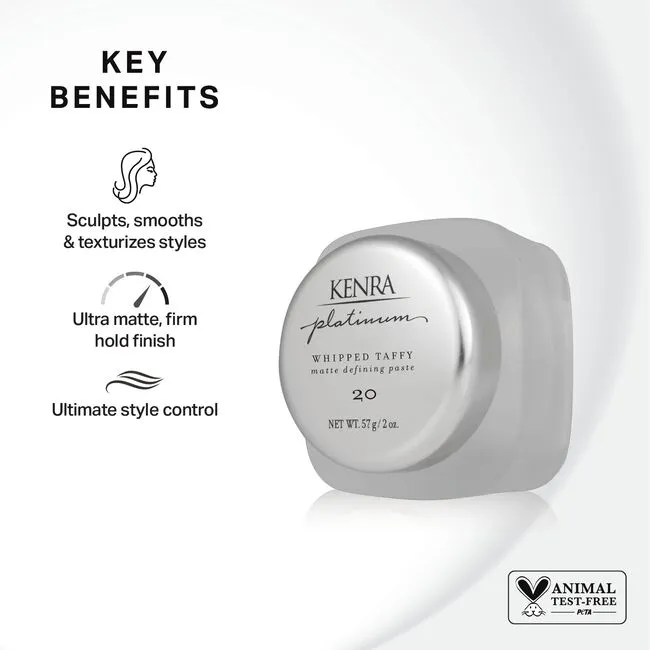 KEY
BENEFITS
Sculpts, smooths
& texturizes styles
Ultra matte, firm
hold finish
Ultimate style control
KENRA
platinum
WHIPPED TAFFY
matte defining paste
20
NET WT. 57 g / 2 oz.
ANIMAL
TEST-FREE
PETA